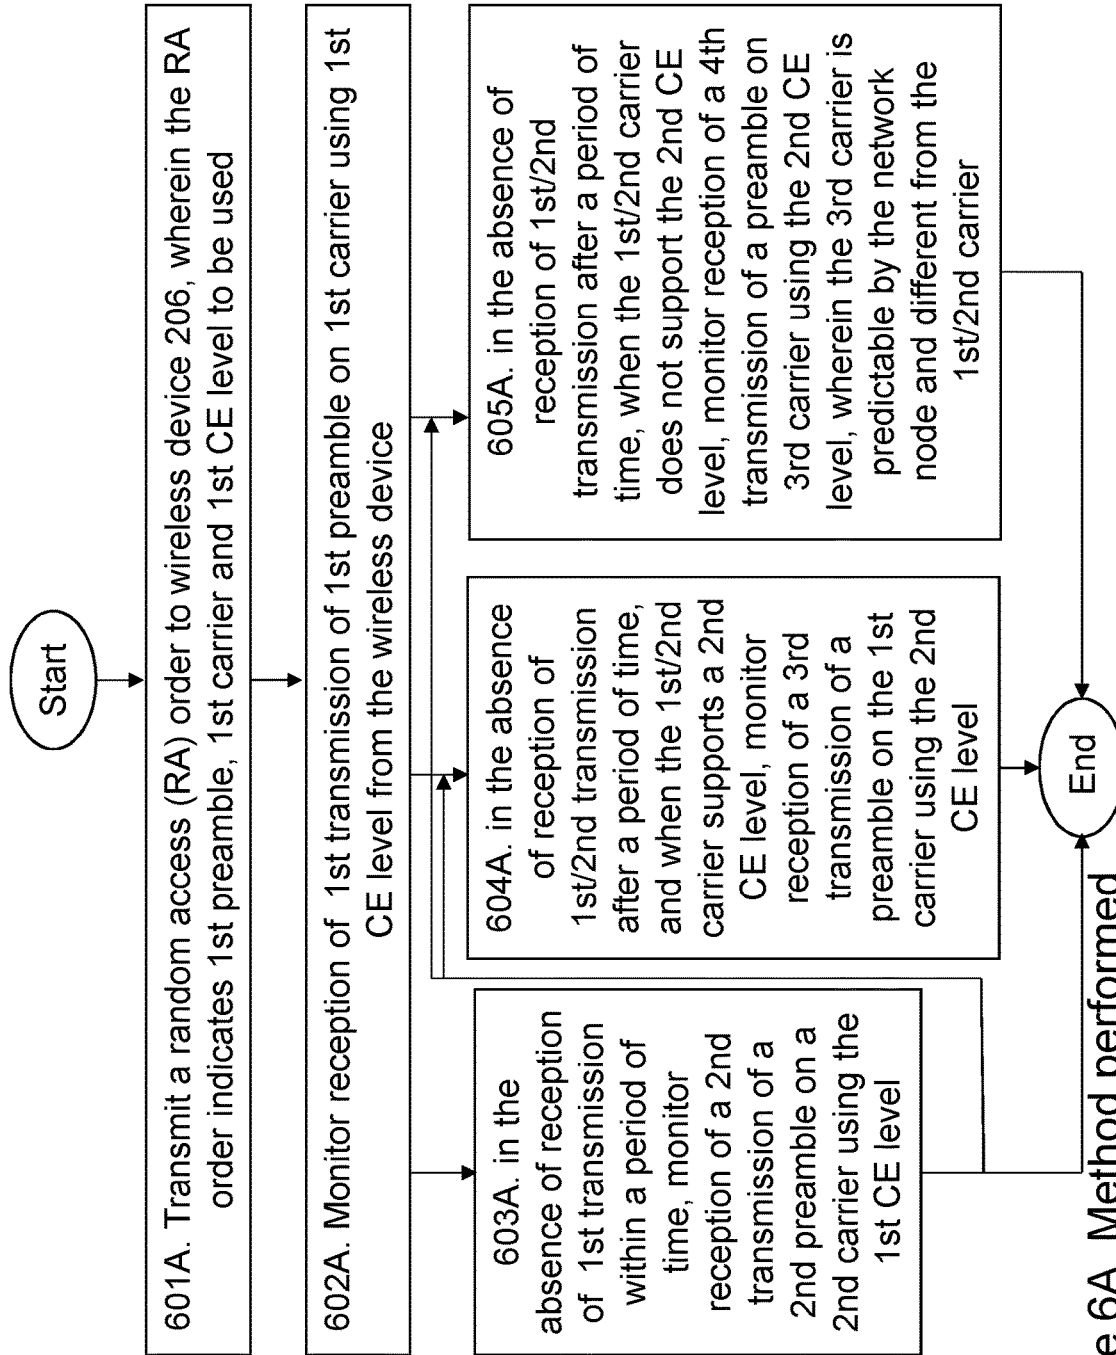 Start
601A. Transmit a random access (RA) order to wireless device 206, wherein the RA
order indicates 1st preamble, 1st carrier and 1st CE level to be used
602A. Monitor reception of 1st transmission of 1st preamble on 1st carrier using 1st
CE level from the wireless device
603A. in the
absence of reception
of 1st transmission
within a period of
time, monitor
reception of a 2nd
transmission of a
2nd preamble on a
2nd carrier using the
1st CE level
604A. in the absence
of reception of
1st/2nd transmission
after a period of time,
and when the 1st/2nd
carrier supports a 2nd
CE level, monitor
reception of a 3rd
transmission of a
preamble on the 1st
carrier using the 2nd
CE level
605A. in the absence of
reception of 1st/2nd
transmission after a period of
time, when the 1st/2nd carrier
does not support the 2nd CE
level, monitor reception of a 4th
transmission of a preamble on
3rd carrier using the 2nd CE
level, wherein the 3rd carrier is
predictable by the network
node and different from the
1st/2nd carrier
End
e 6A  Method performed